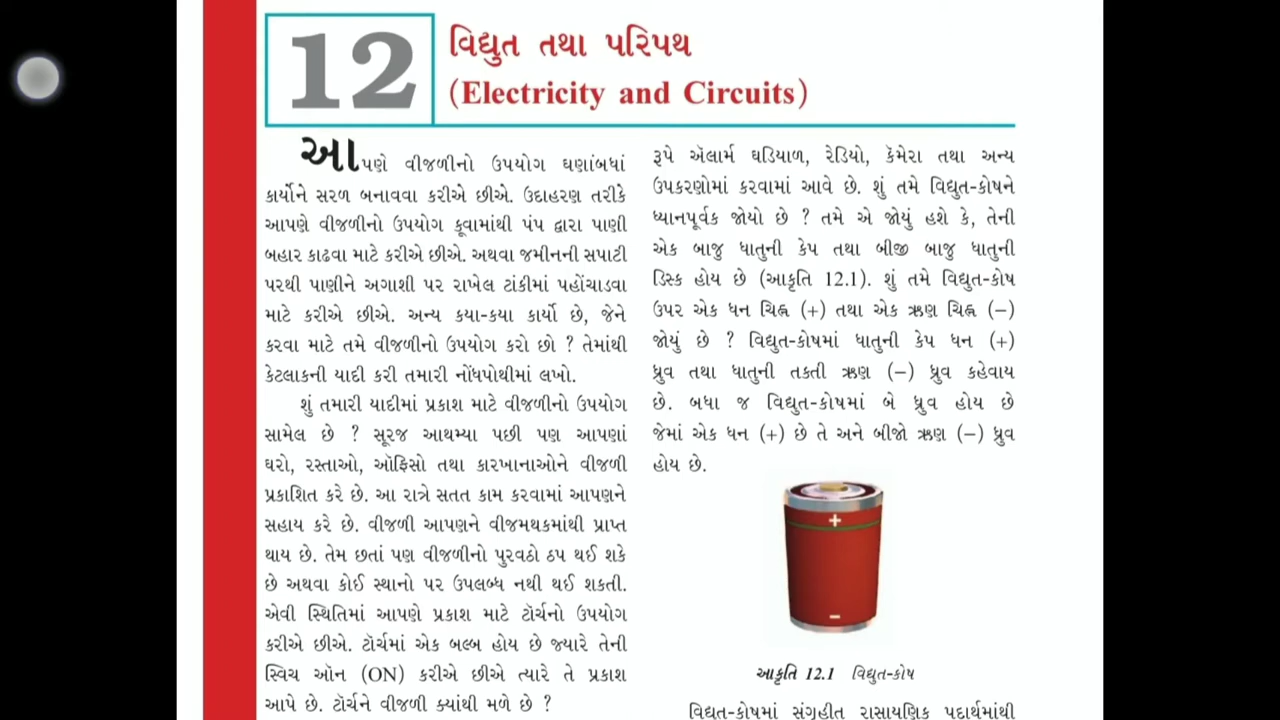 12
વિદ્યુત તથા પરિપથ
(Electricity and Circuits)
આપણે વીજળીનો ઉપયોગ ઘણાંબધાં
કાર્યોને સરળ બનાવવા કરીએ છીએ. ઉદાહરણ તરીકે
આપણે વીજળીનો ઉપયોગ કૂવામાંથી પંપ દ્વારા પાણી
બહાર કાઢવા માટે કરીએ છીએ. અથવા જમીનની સપાટી
પરથી પાણીને અગાશી પર રાખેલ ટાંકીમાં પહોંચાડવા
માટે કરીએ છીએ. અન્ય કયા-કયા કાર્યો છે, જેને
કરવા માટે તમે વીજળીનો ઉપયોગ કરો છો ? તેમાંથી
કેટલાકની યાદી કરી તમારી નોંધપોથીમાં લખો.
શું તમારી યાદીમાં પ્રકાશ માટે વીજળીનો ઉપયોગ
સામેલ છે ? સૂરજ આથમ્યા પછી પણ આપણાં
ઘરો, રસ્તાઓ, ઑફિસો તથા કારખાનાઓને વીજળી
પ્રકાશિત કરે છે. આ રાત્રે સતત કામ કરવામાં આપણને
સહાય કરે છે. વીજળી આપણને વીજમથકમાંથી પ્રાપ્ત
થાય છે. તેમ છતાં પણ વીજળીનો પુરવઠો ઠપ થઈ શકે
છે અથવા કોઈ સ્થાનો પર ઉપલબ્ધ નથી થઈ શકતી.
એવી સ્થિતિમાં આપણે પ્રકાશ માટે ટૉર્ચનો ઉપયોગ
કરીએ છીએ. ટૉર્ચમાં એક બલ્બ હોય છે જ્યારે તેની
સ્વિચ ઑન (ON) કરીએ છીએ ત્યારે તે પ્રકાશ
આપે છે. ટૉર્ચને વીજળી ક્યાંથી મળે છે ?
રૂપે ઍલાર્મ ઘડિયાળ, રેડિયો, કૅમેરા તથા અન્ય
ઉપકરણોમાં કરવામાં આવે છે. શું તમે વિદ્યુત-કોષને
ધ્યાનપૂર્વક જોયો છે ? તમે એ જોયું હશે કે, તેની
એક બાજુ ધાતુની કેપ તથા બીજી બાજુ ધાતુની
ડિસ્ક હોય છે (આકૃતિ 12.1). શું તમે વિદ્યુત-કોષ
ઉપર એક ધન ચિહ્ન (+) તથા એક ઋણ ચિહ્ન (−)
જોયું છે ? વિદ્યુત-કોષમાં ધાતુની કેપ ધન (+)
ધ્રુવ તથા ધાતુની તકતી ઋણ (−) ધ્રુવ કહેવાય
છે. બધા જ વિદ્યુત-કોષમાં બે ધ્રુવ હોય છે
જેમાં એક ધન (+) છે તે અને બીજો ઋણ (−) ધ્રુવ
હોય છે.
+
−
આકૃતિ 12.1 વિદ્યુત-કોષ
વિદ્યુત-કોષમાં સંગૃહીત રાસાયણિક પદાર્થમાંથી